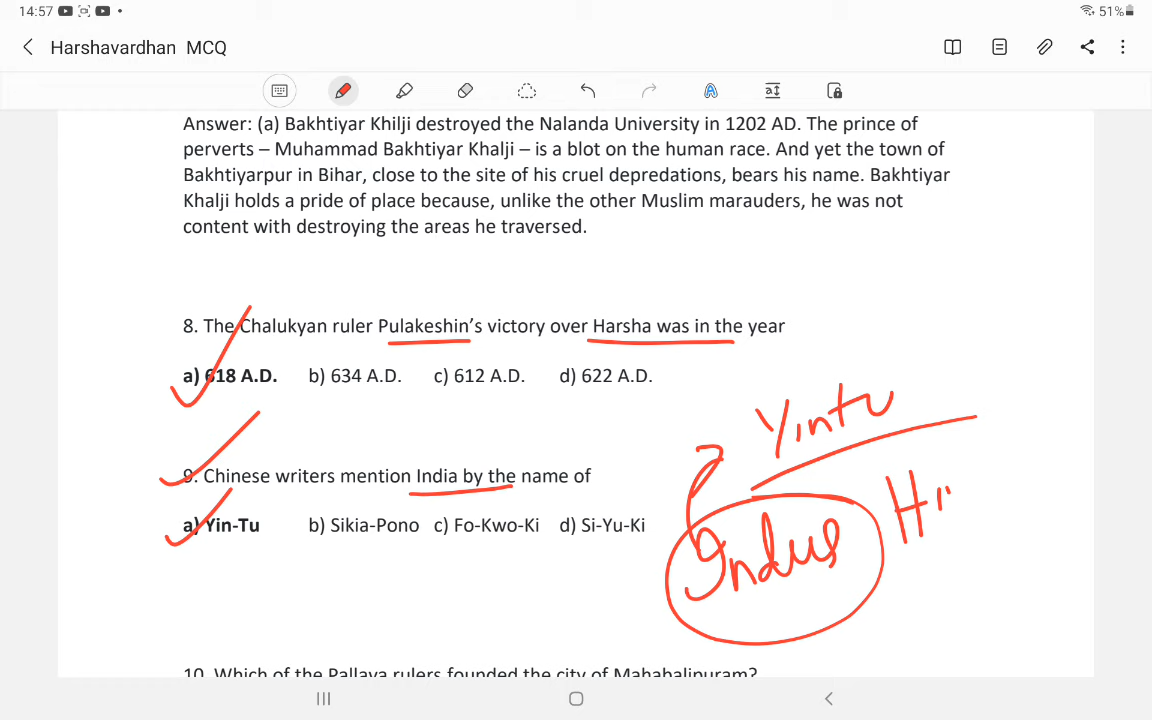 14:57 51%
Harshavardhan MCQ
Answer: (a) Bakhtiyar Khilji destroyed the Nalanda University in 1202 AD. The prince of
perverts – Muhammad Bakhtiyar Khalji – is a blot on the human race. And yet the town of
Bakhtiyarpur in Bihar, close to the site of his cruel depredations, bears his name. Bakhtiyar
Khalji holds a pride of place because, unlike the other Muslim marauders, he was not
content with destroying the areas he traversed.
8. The Chalukyan ruler Pulakeshin's victory over Harsha was in the year
a) 618 A.D. b) 634 A.D. c) 612 A.D. d) 622 A.D.
Yintu
9. Chinese writers mention India by the name of
a) Yin-Tu b) Sikia-Pono c) Fo-Kwo-Ki d) Si-Yu-Ki
Indus
10. Which of the Pallava rulers founded the city of Mahabalipuram?